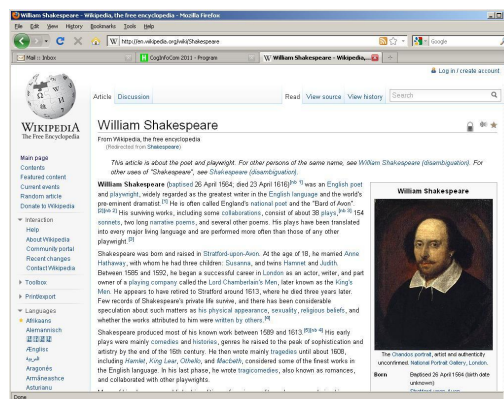 William Shakespeare - Wikipedia, the free encyclopedia - Mozilla Firefox
File Edit View History Bookmarks Tools Help
http://en.wikipedia.org/wiki/Shakespeare
Google
Mail :: Inbox
CogInfoCom 2011 - Program
William Shakespeare - Wikipedia,...
Log in / create account
Article Discussion
Read View source View history
Search
WIKIPEDIA
The Free Encyclopedia
Main page
Contents
Featured content
Current events
Random article
Donate to Wikipedia
Interaction
Help
About Wikipedia
Community portal
Recent changes
Contact Wikipedia
Toolbox
Print/export
Languages
Afrikaans
Alemannisch
Ænglisc
العربية
Aragonés
Armãneashce
Asturianu
William Shakespeare
From Wikipedia, the free encyclopedia
(Redirected from Shakespeare)
This article is about the poet and playwright. For other persons of the same name, see William Shakespeare (disambiguation). For
other uses of "Shakespeare", see Shakespeare (disambiguation).
William Shakespeare (baptised 26 April 1564; died 23 April 1616)[nb 1] was an English poet
and playwright, widely regarded as the greatest writer in the English language and the world's
pre-eminent dramatist.[1] He is often called England's national poet and the "Bard of Avon".
[2][nb 2] His surviving works, including some collaborations, consist of about 38 plays,[nb 3] 154
sonnets, two long narrative poems, and several other poems. His plays have been translated
into every major living language and are performed more often than those of any other
playwright.[3]
Shakespeare was born and raised in Stratford-upon-Avon. At the age of 18, he married Anne
Hathaway, with whom he had three children: Susanna, and twins Hamnet and Judith.
Between 1585 and 1592, he began a successful career in London as an actor, writer, and part
owner of a playing company called the Lord Chamberlain's Men, later known as the King's
Men. He appears to have retired to Stratford around 1613, where he died three years later.
Few records of Shakespeare's private life survive, and there has been considerable
speculation about such matters as his physical appearance, sexuality, religious beliefs, and
whether the works attributed to him were written by others.[4]
Shakespeare produced most of his known work between 1589 and 1613.[5][nb 4] His early
plays were mainly comedies and histories, genres he raised to the peak of sophistication and
artistry by the end of the 16th century. He then wrote mainly tragedies until about 1608,
including Hamlet, King Lear, Othello, and Macbeth, considered some of the finest works in
the English language. In his last phase, he wrote tragicomedies, also known as romances,
and collaborated with other playwrights.
William Shakespeare
The Chandos portrait, artist and authenticity
unconfirmed. National Portrait Gallery, London.
Born Baptised 26 April 1564 (birth date
unknown)
Done